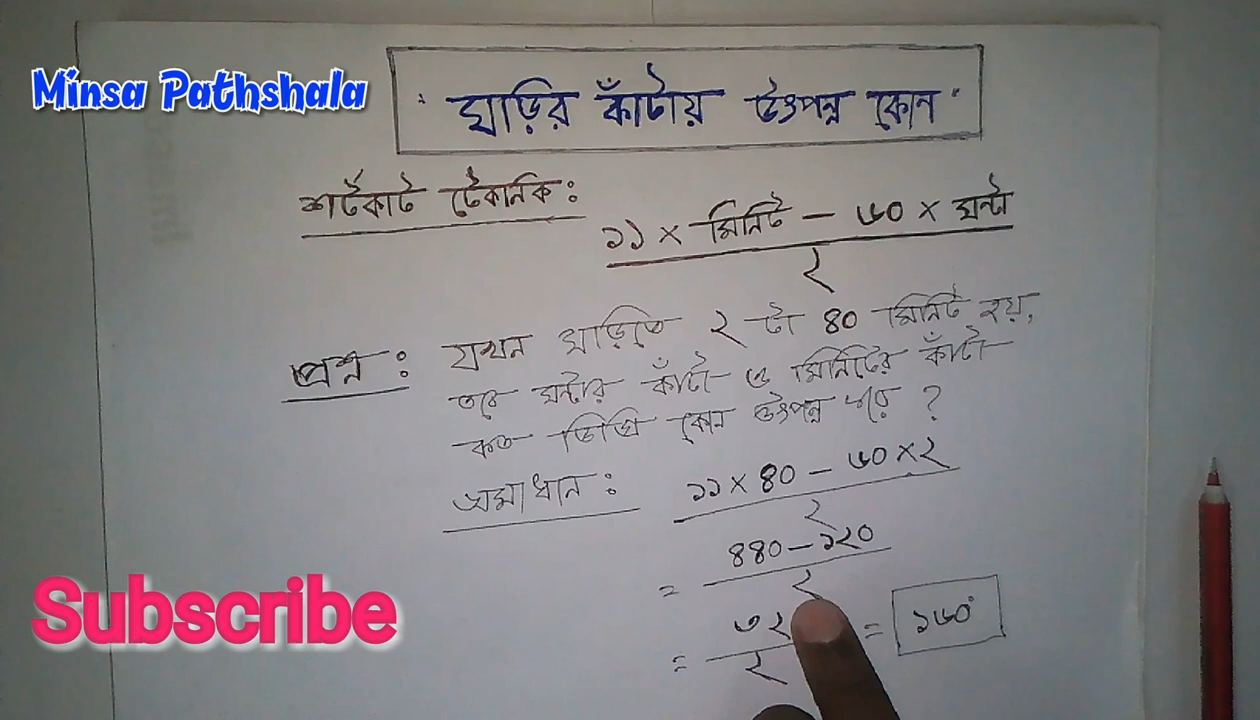 Minsa Pathshala
"ঘড়ির কাঁটায় উৎপন্ন কোন"
শর্টকাট টেকনিক :
১১ × মিনিট – ৬০ × ঘন্টা
২
প্রশ্ন : যখন ঘড়িতে ২ টা ৪০ মিনিট হয়,
তবে ঘন্টার কাঁটা ও মিনিটের কাঁটা
কত ডিগ্রি কোন উৎপন্ন করে ?
সমাধান : ১১ × ৪০ – ৬০ × ২
২
= ৪৪০ – ১২০
২
= ৩২
২
= ১৬০°
Subscribe